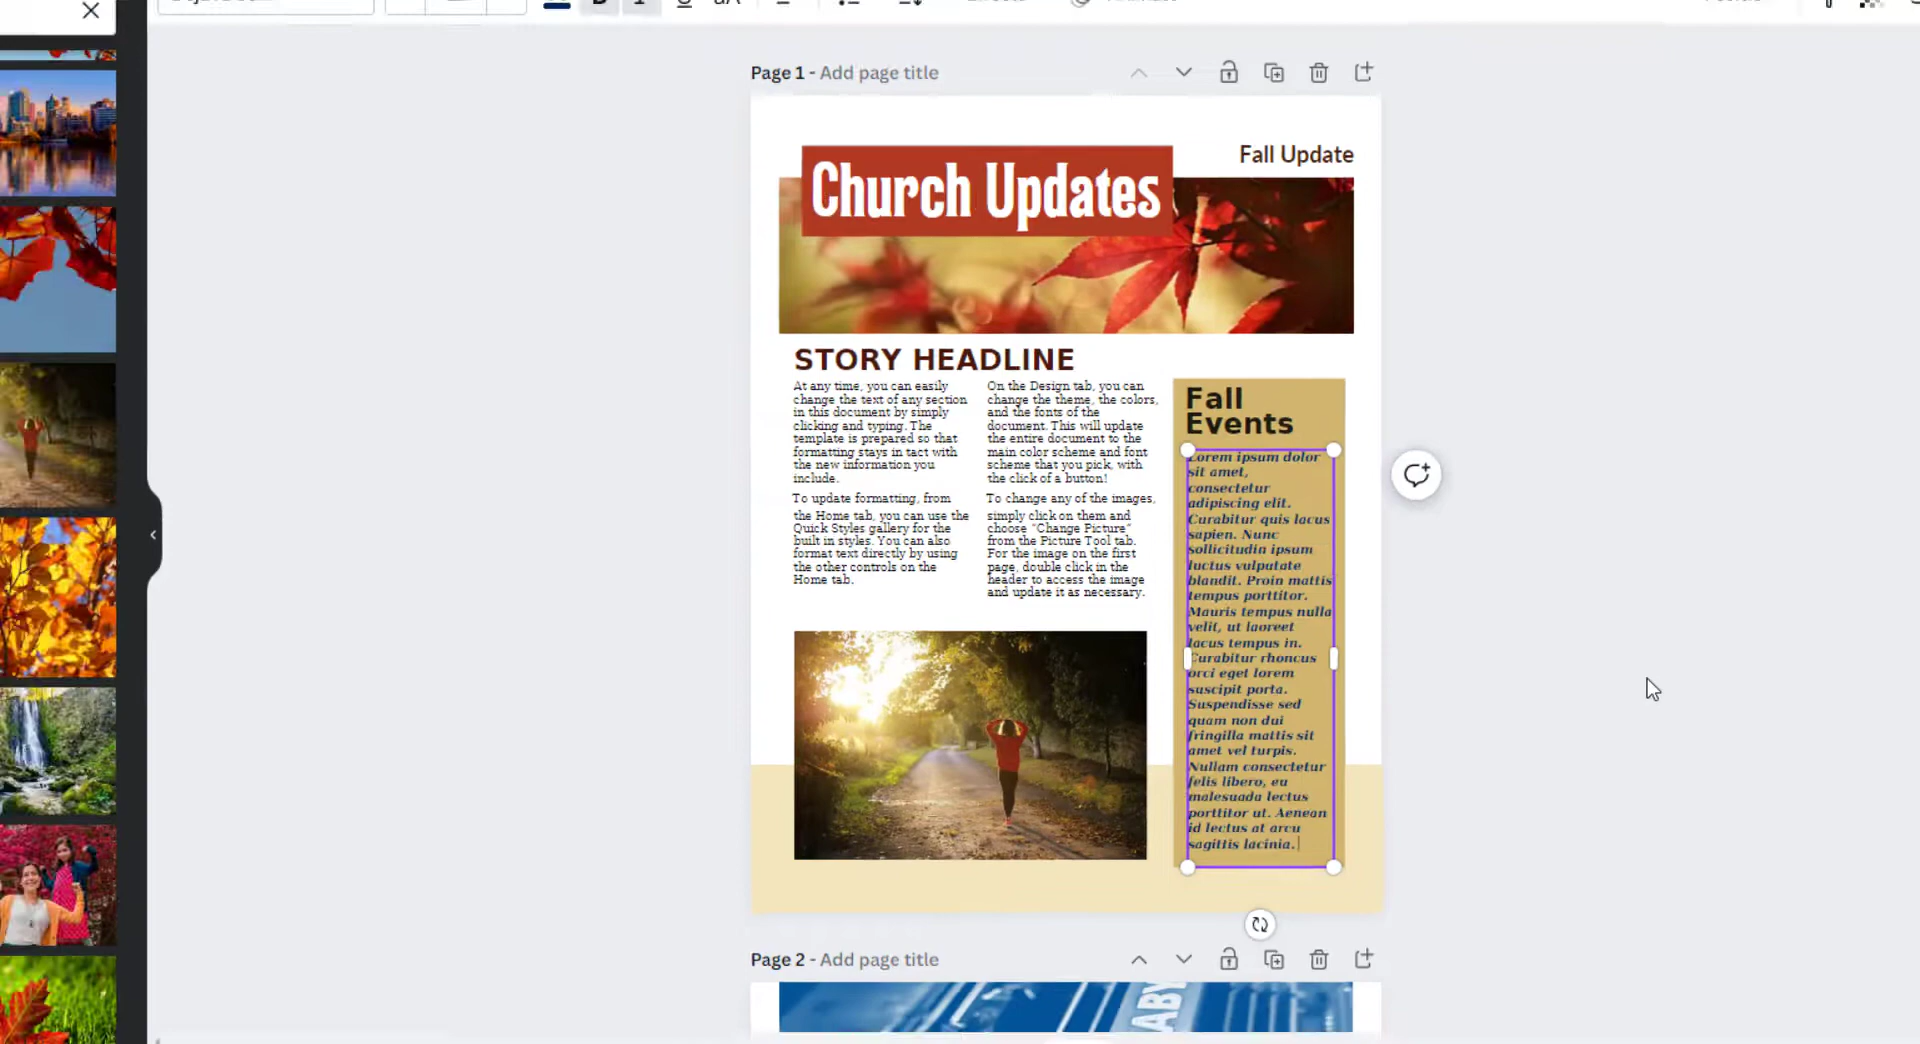 Page 1 - Add page title
Fall Update
Church Updates
STORY HEADLINE
At any time, you can easily
change the text of any section
in this document by simply
clicking and typing. The
template is prepared so that
formatting stays in tact with
the new information you
include.
To update formatting, from
the Home tab, you can use the
Quick Styles gallery for the
built in styles. You can also
format text directly by using
the other controls on the
Home tab.
On the Design tab, you can
change the theme, the colors,
and the fonts of the
document. This will update
the entire document to the
main color scheme and font
scheme that you pick, with
the click of a button!
To change any of the images,
simply click on them and
choose “Change Picture”
from the Picture Tool tab.
For the image on the first
page, double click in the
header to access the image
and update it as necessary.
Fall
Events
Lorem ipsum dolor
sit amet,
consectetur
adipiscing elit.
Curabitur quis lacus
sapien. Nunc
sollicitudin ipsum
luctus vulputate
blandit. Proin mattis
tempus porttitor.
Mauris tempus nulla
velit, ut laoreet
lacus tempus in.
Curabitur rhoncus
orci eget lorem
suscipit porta.
Suspendisse sed
quam non dui
fringilla mattis sit
amet vel turpis.
Nullam consectetur
felis libero, eu
malesuada lectus
porttitor ut. Aenean
id lectus at arcu
sagittis lacinia.
Page 2 - Add page title
ABY